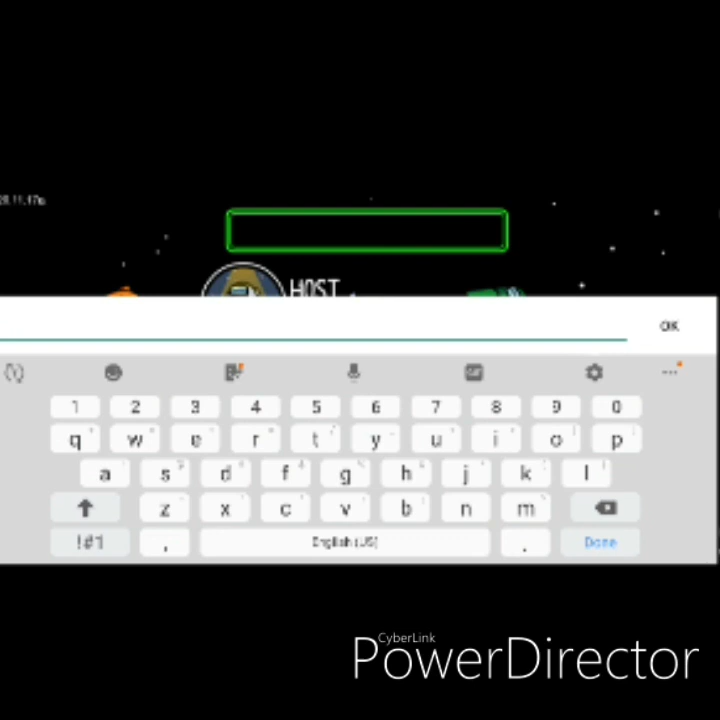 HOST
OK
1 2 3 4 5 6 7 8 9 0
q w e r t y u i o p
a s d f g h j k l
z x c v b n m
!#1 , English (US) . Done
CyberLink
PowerDirector